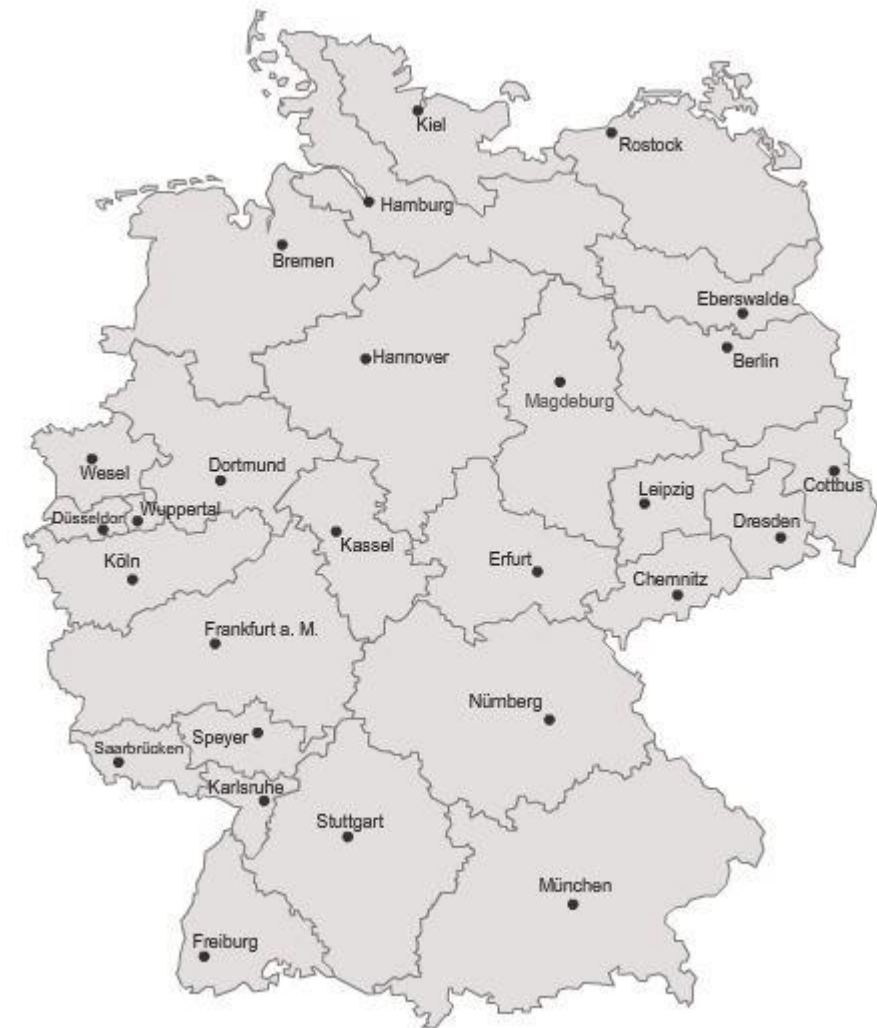 Kiel
Rostock
Hamburg
Bremen
Eberswalde
Hannover
Berlin
Magdeburg
Wesel
Dortmund
Cottbus
Leipzig
Düsseldor
Wuppertal
Dresden
Kassel
Köln
Erfurt
Chemnitz
Frankfurt a. M.
Nürnberg
Speyer
Saarbrücken
Karlsruhe
Stuttgart
München
Freiburg